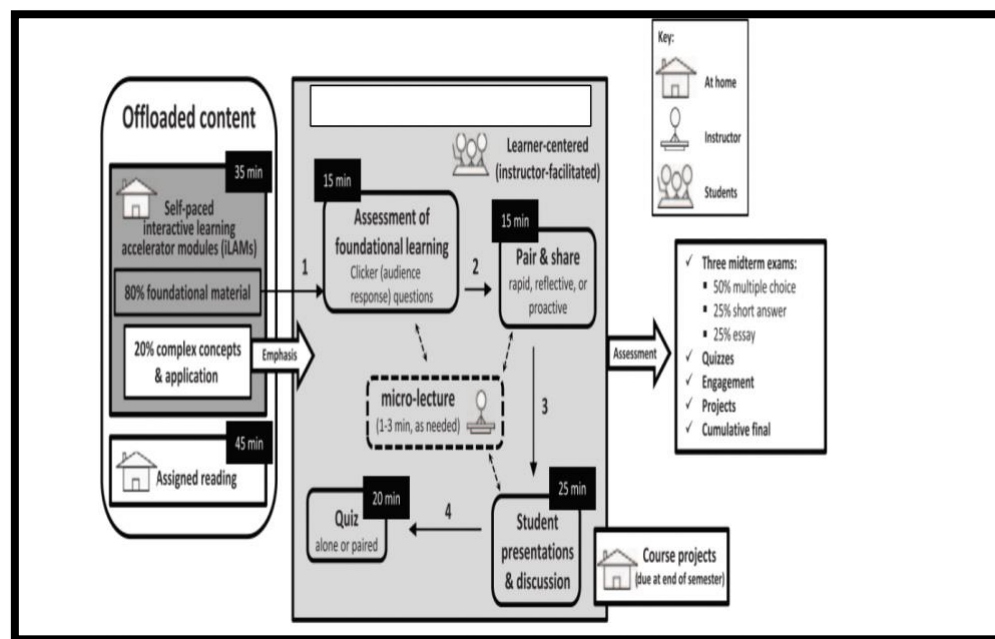 Key:
At home
Instructor
Students
Offloaded content
35 min
Self-paced
interactive learning
accelerator modules (iLAMs)
80% foundational material
20% complex concepts
& application
45 min
Assigned reading
Emphasis
Learner-centered
(instructor-facilitated)
1
15 min
Assessment of
foundational learning
Clicker (audience
response) questions
2
15 min
Pair & share
rapid, reflective, or
proactive
micro-lecture
(1-3 min, as needed)
3
25 min
Student
presentations
& discussion
4
20 min
Quiz
alone or paired
Assessment
✓ Three midterm exams:
▪ 50% multiple choice
▪ 25% short answer
▪ 25% essay
✓ Quizzes
✓ Engagement
✓ Projects
✓ Cumulative final
Course projects
(due at end of semester)